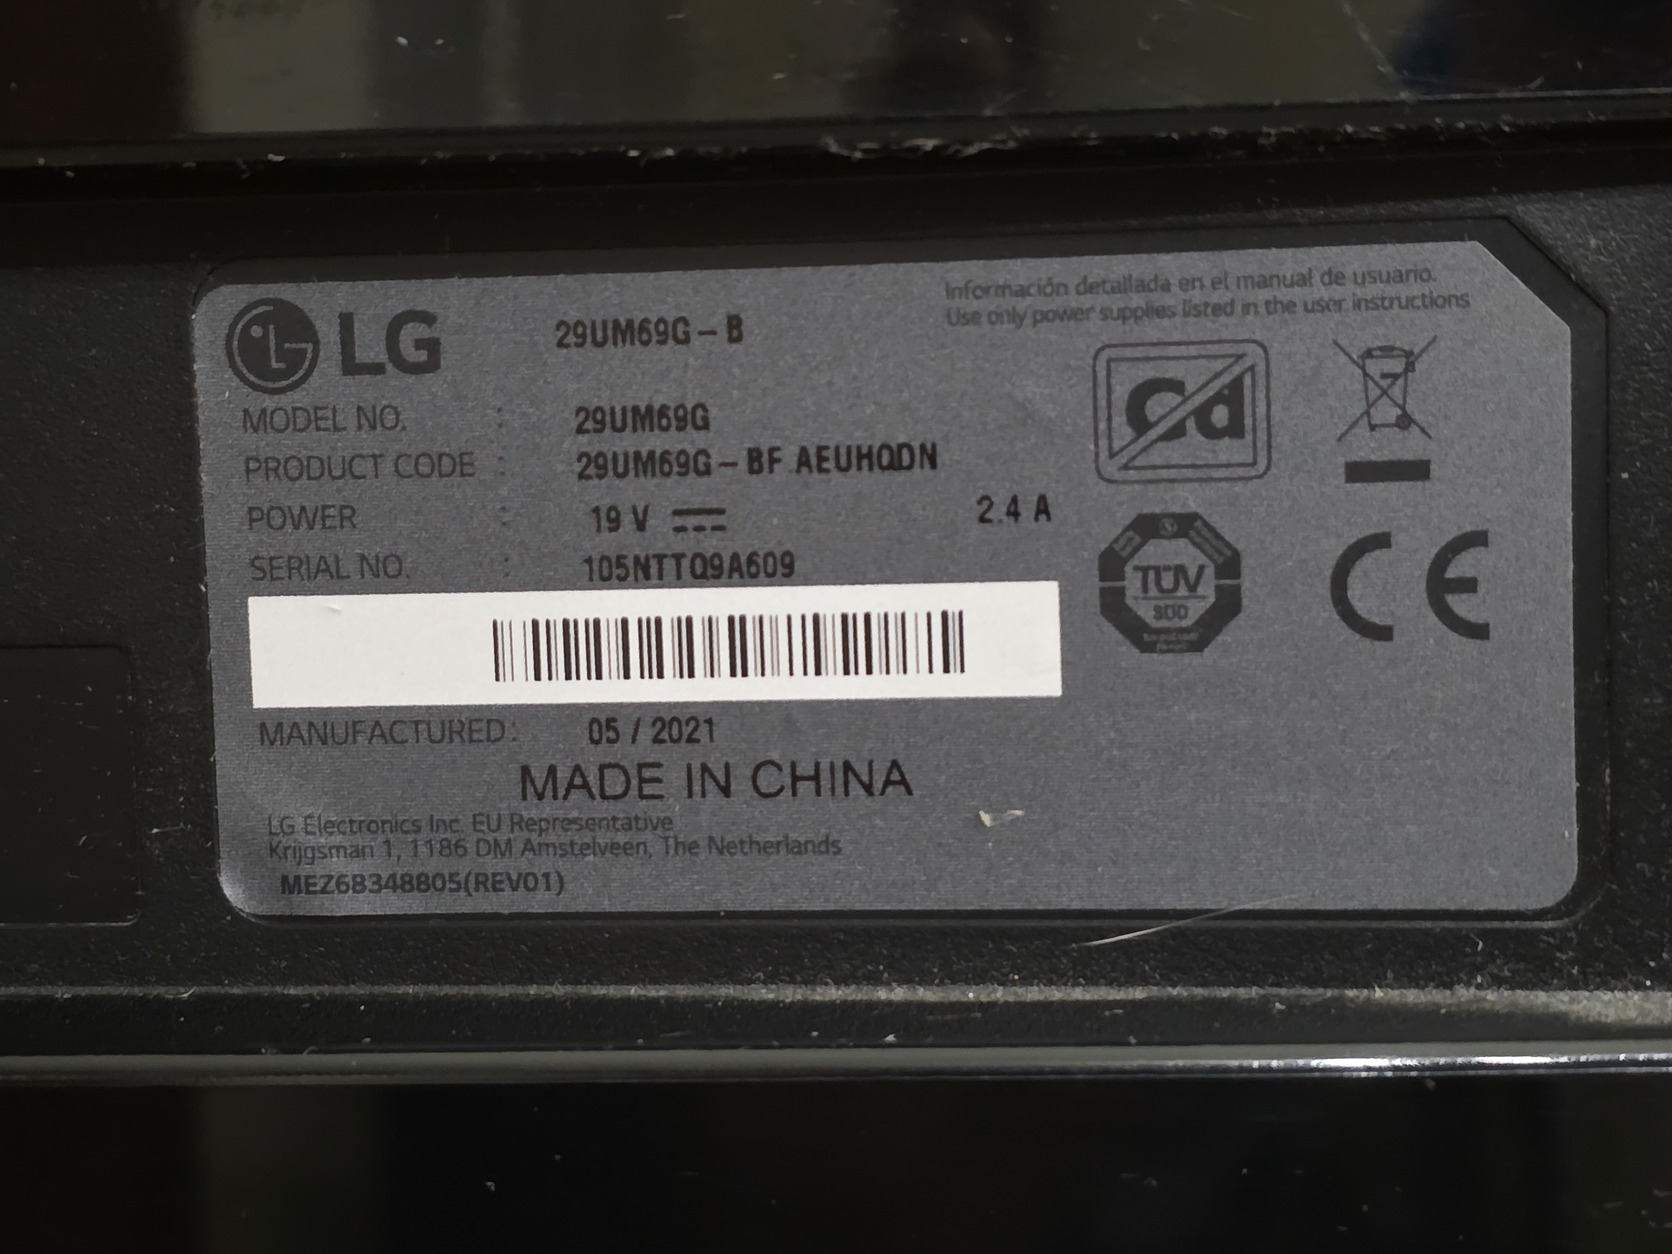 Información detallada en el manual de usuario.
Use only power supplies listed in the user instructions
LG 29UM69G-B
MODEL NO. : 29UM69G
PRODUCT CODE : 29UM69G-BF AEUHQDN
POWER : 19 V 2.4 A
SERIAL NO. : 105NTTQ9A609
Cd
TÜV
SÜD
CE
MANUFACTURED: 05 / 2021
MADE IN CHINA
LG Electronics Inc. EU Representative
Krijgsman 1, 1186 DM Amstelveen, The Netherlands
MEZ68348805(REV01)